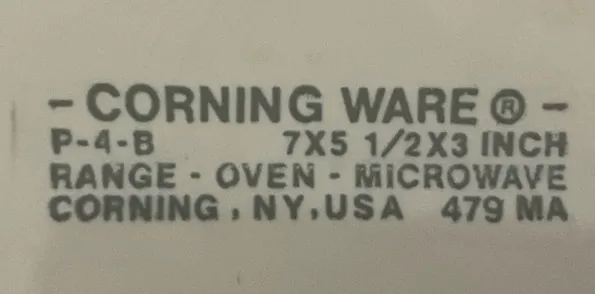 - CORNING WARE ® -
P-4-B 7X5 1/2X3 INCH
RANGE - OVEN - MICROWAVE
CORNING , NY,USA 479 MA